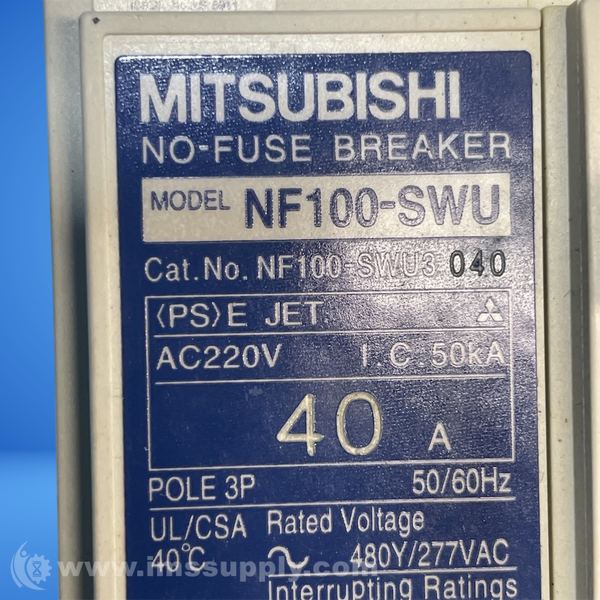 MITSUBISHI
NO-FUSE BREAKER
MODEL NF100-SWU
Cat.No. NF100-SWU3 040
⟨PS⟩E JET
AC220V I C 50kA
40 A
POLE 3P 50/60Hz
UL/CSA Rated Voltage
40℃ ~ 480Y/277VAC
www.imssupply.com
Interrupting Ratings